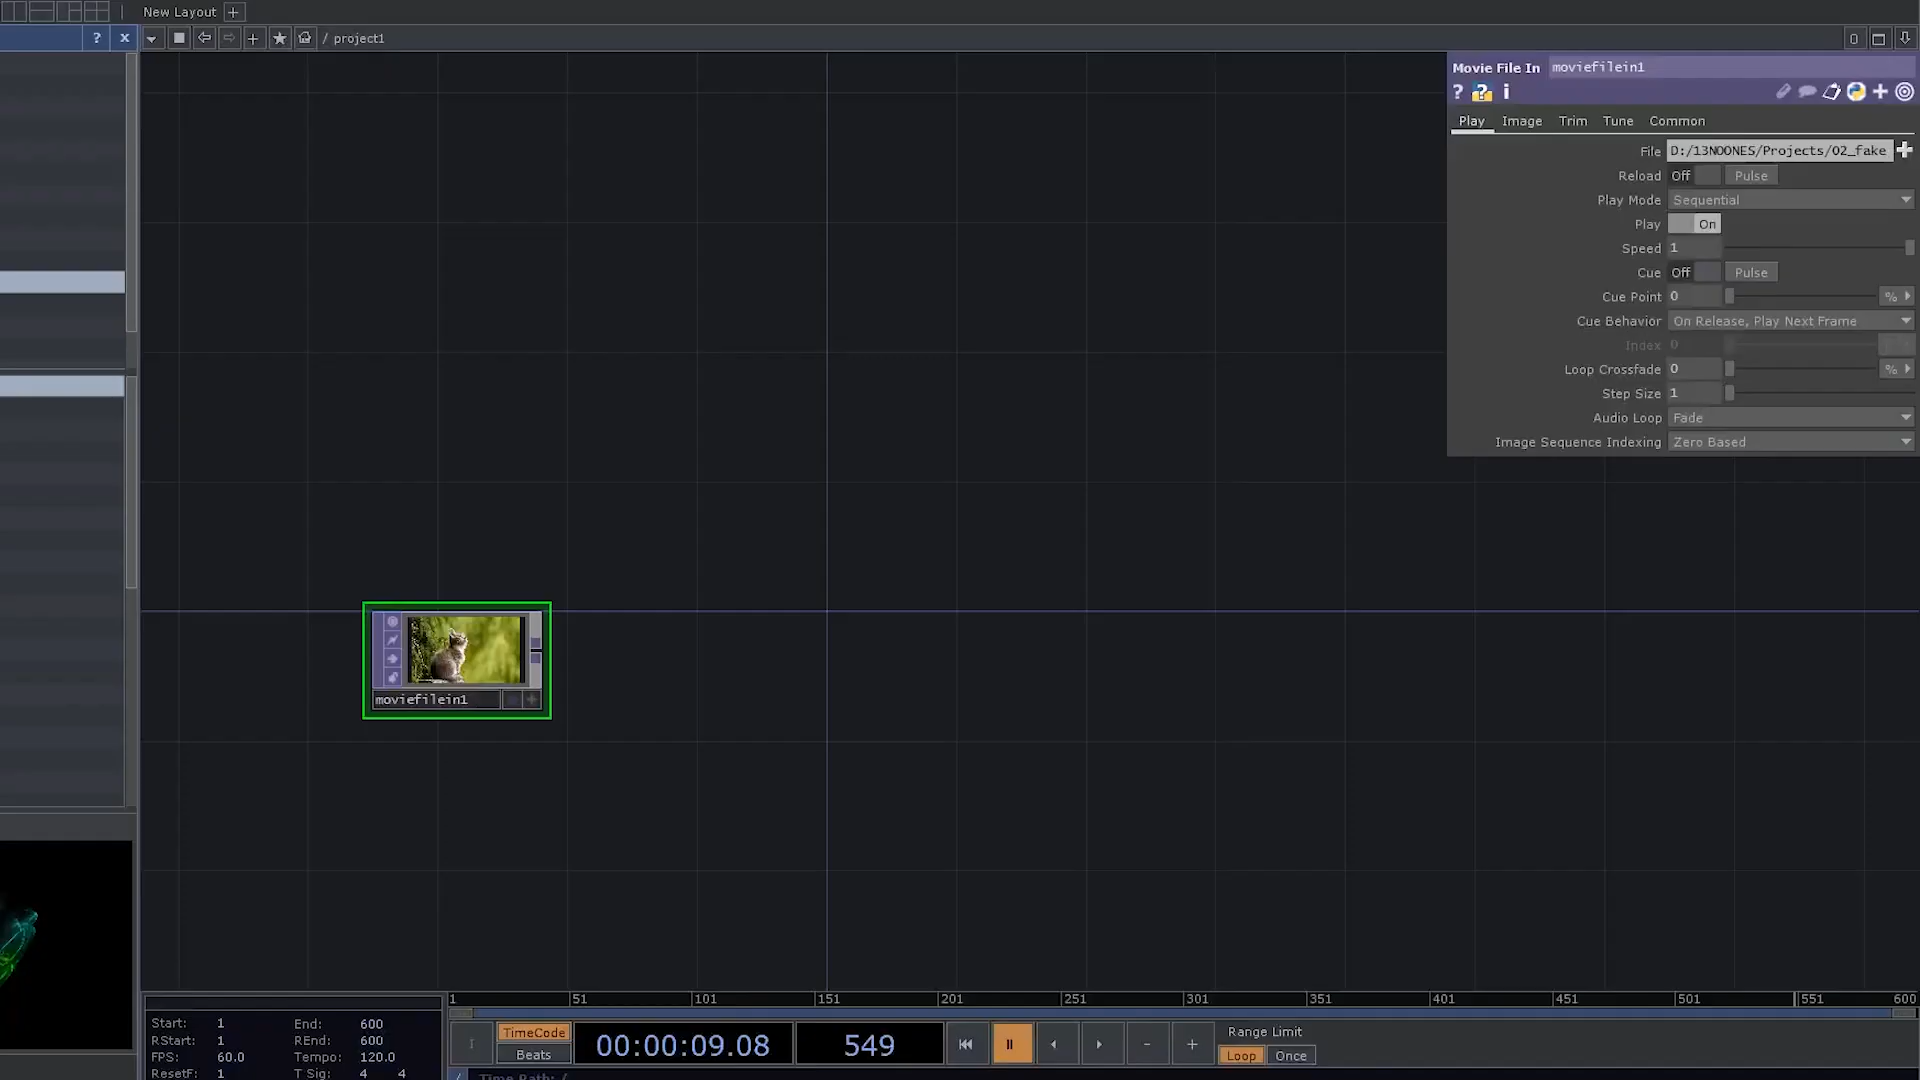 New Layout +
? x
+ / project1
0
Movie File In moviefilein1
? ? i
Play Image Trim Tune Common
File D:/13NOONES/Projects/02_fake
Reload Off Pulse
Play Mode Sequential
Play On
Speed 1
Cue Off Pulse
Cue Point 0 %
Cue Behavior On Release, Play Next Frame
Index 0
Loop Crossfade 0 %
Step Size 1
Audio Loop Fade
Image Sequence Indexing Zero Based
moviefilein1
1 51 101 151 201 251 301 351 401 451 501 551 600
Start: 1 End: 600
RStart: 1 REnd: 600
FPS: 60.0 Tempo: 120.0
ResetF: 1 T Sig: 4 4
TimeCode
Beats
00:00:09.08
549
- +
Range Limit
Loop Once
Time Path: /